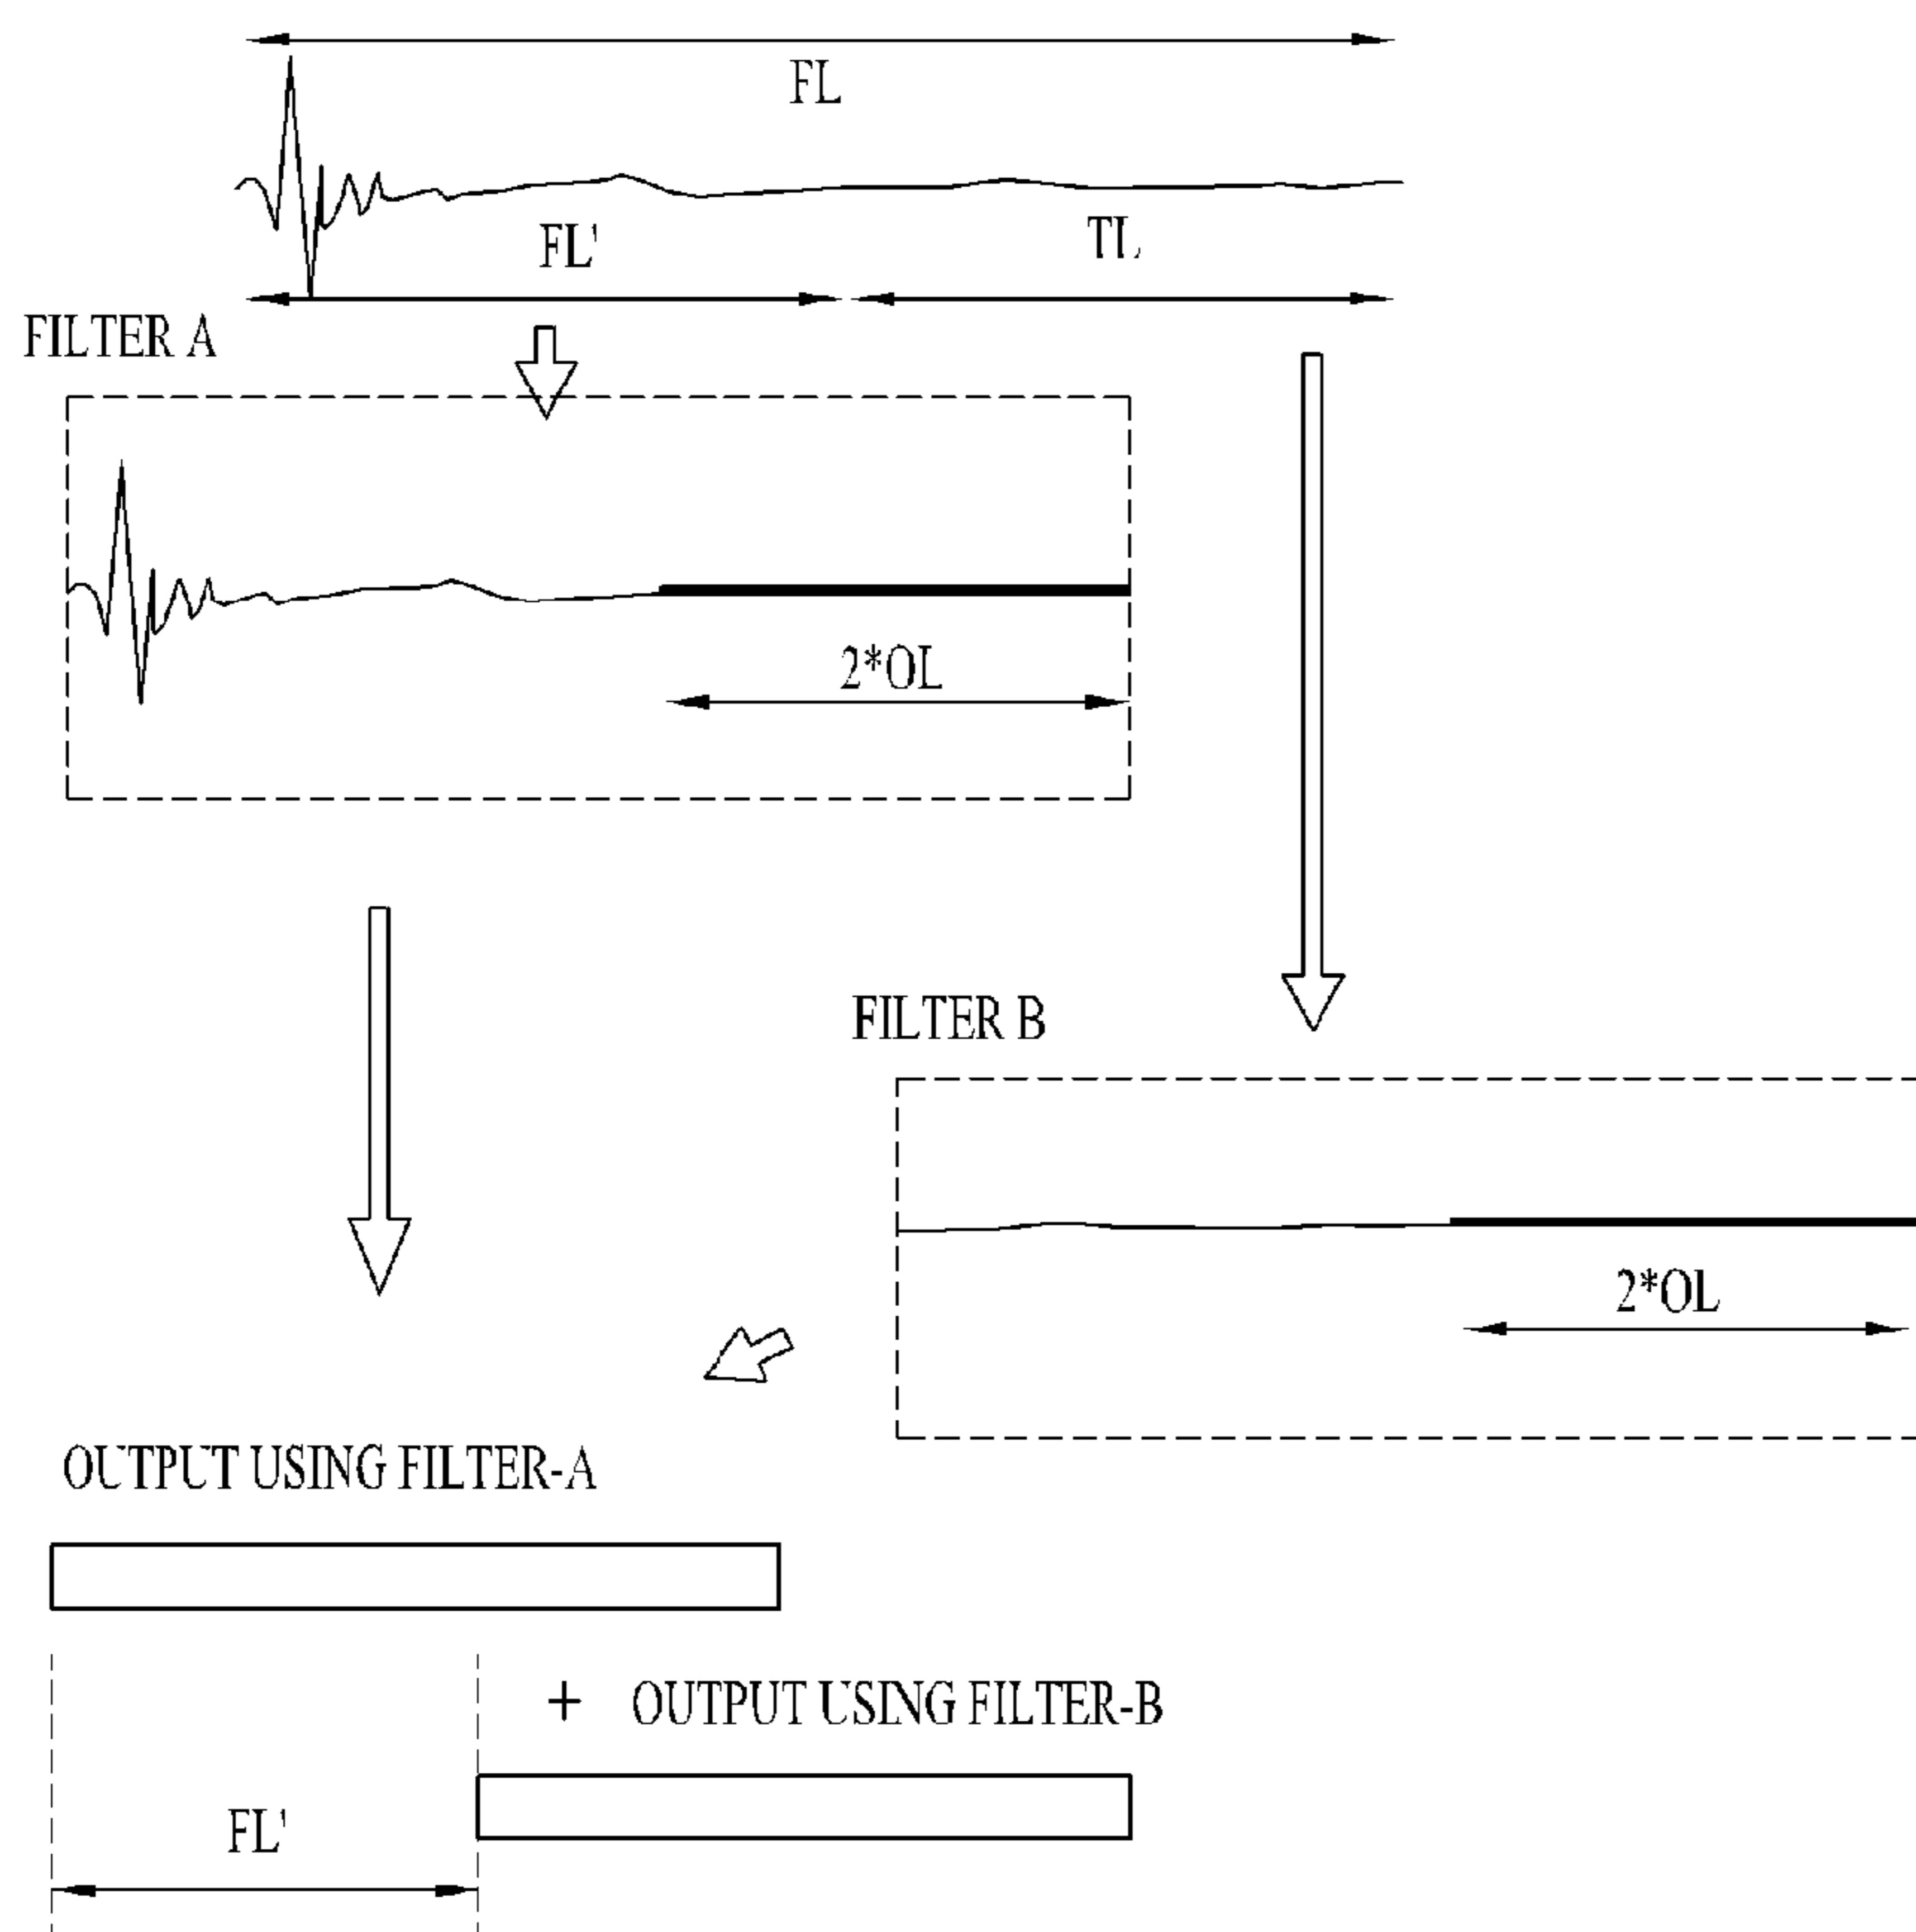 FL
FL'
TL
FILTER A
2*OL
FILTER B
2*OL
OUTPUT USING FILTER-A
+ OUTPUT USING FILTER-B
FL'